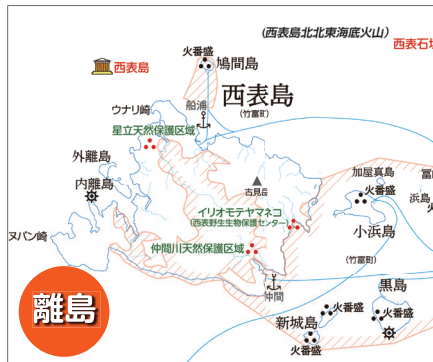 (西表島北北東海底火山)
火番盛
鳩間島
西表島
西表石
船浦
西表島
(竹富町)
ウナリ崎
星立天然保護区域
外離島
内離島
古見岳
加屋真島
火番盛
浜島
イリオモテヤマネコ
(西表野生生物保護センター)
小浜島
ヌバン崎
仲間川天然保護区域
(竹富町)
離島
仲間
黒島
火番盛
火番盛
新城島
火番盛